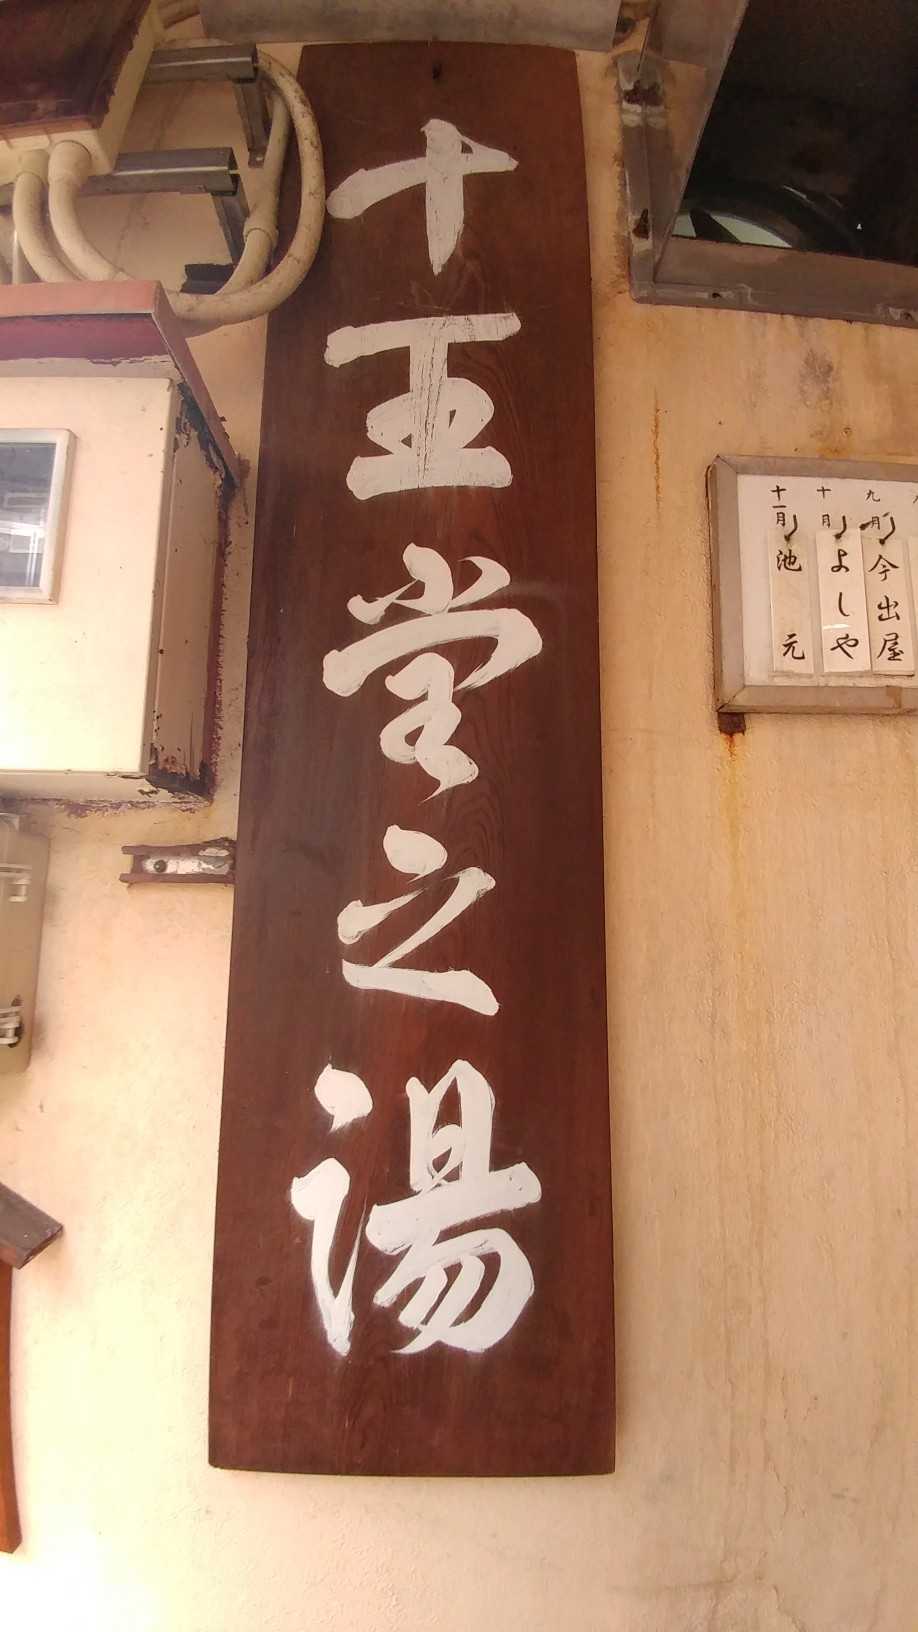 十王堂之湯
九月
今出屋
十月
よしや
十一月
池元